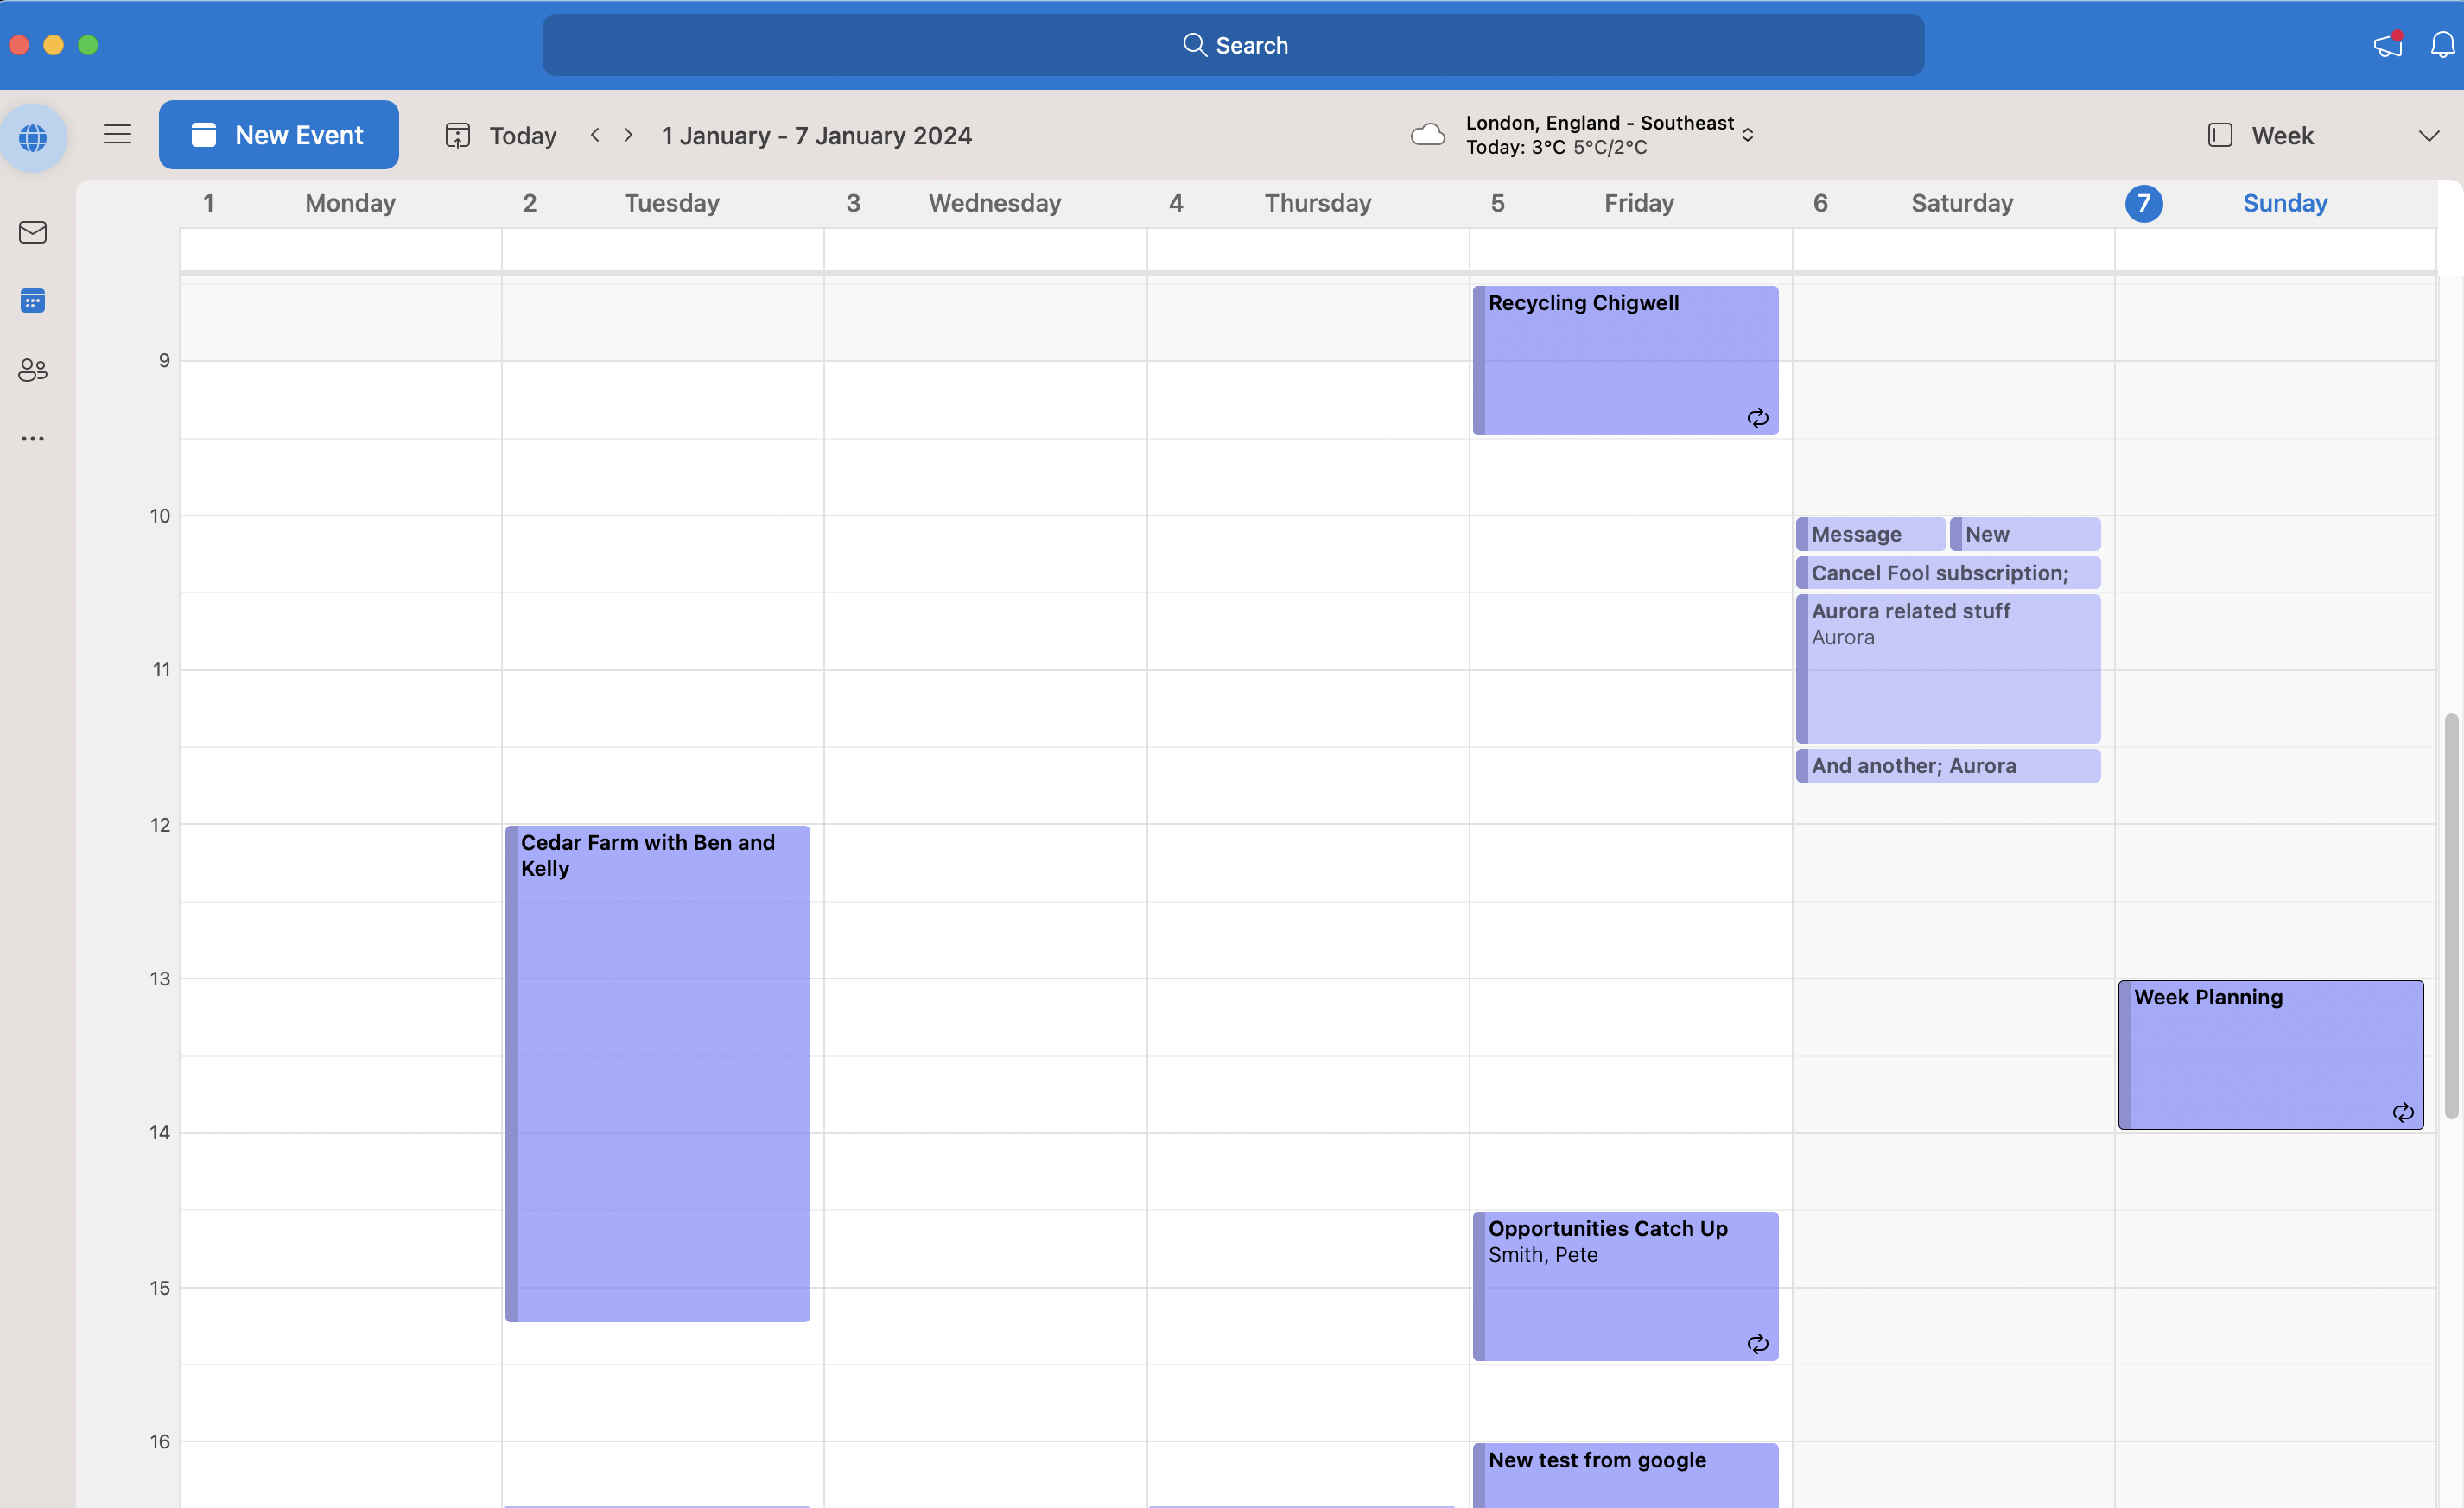 Search
New Event
Today
1 January - 7 January 2024
London, England - Southeast
Today: 3°C 5°C/2°C
Week
1 Monday
2 Tuesday
3 Wednesday
4 Thursday
5 Friday
6 Saturday
7 Sunday
Recycling Chigwell
9
10
Message
New
Cancel Fool subscription;
Aurora related stuff
Aurora
11
And another; Aurora
12
Cedar Farm with Ben and
Kelly
13
Week Planning
14
Opportunities Catch Up
Smith, Pete
15
16
New test from google